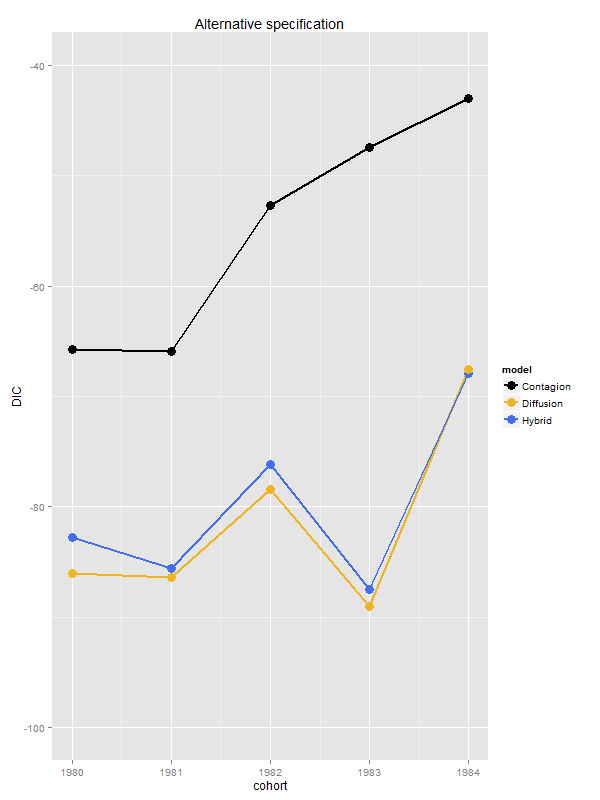 Alternative specification
-40
-60
-80
-100
DIC
1980 1981 1982 1983 1984
cohort
model
Contagion
Diffusion
Hybrid